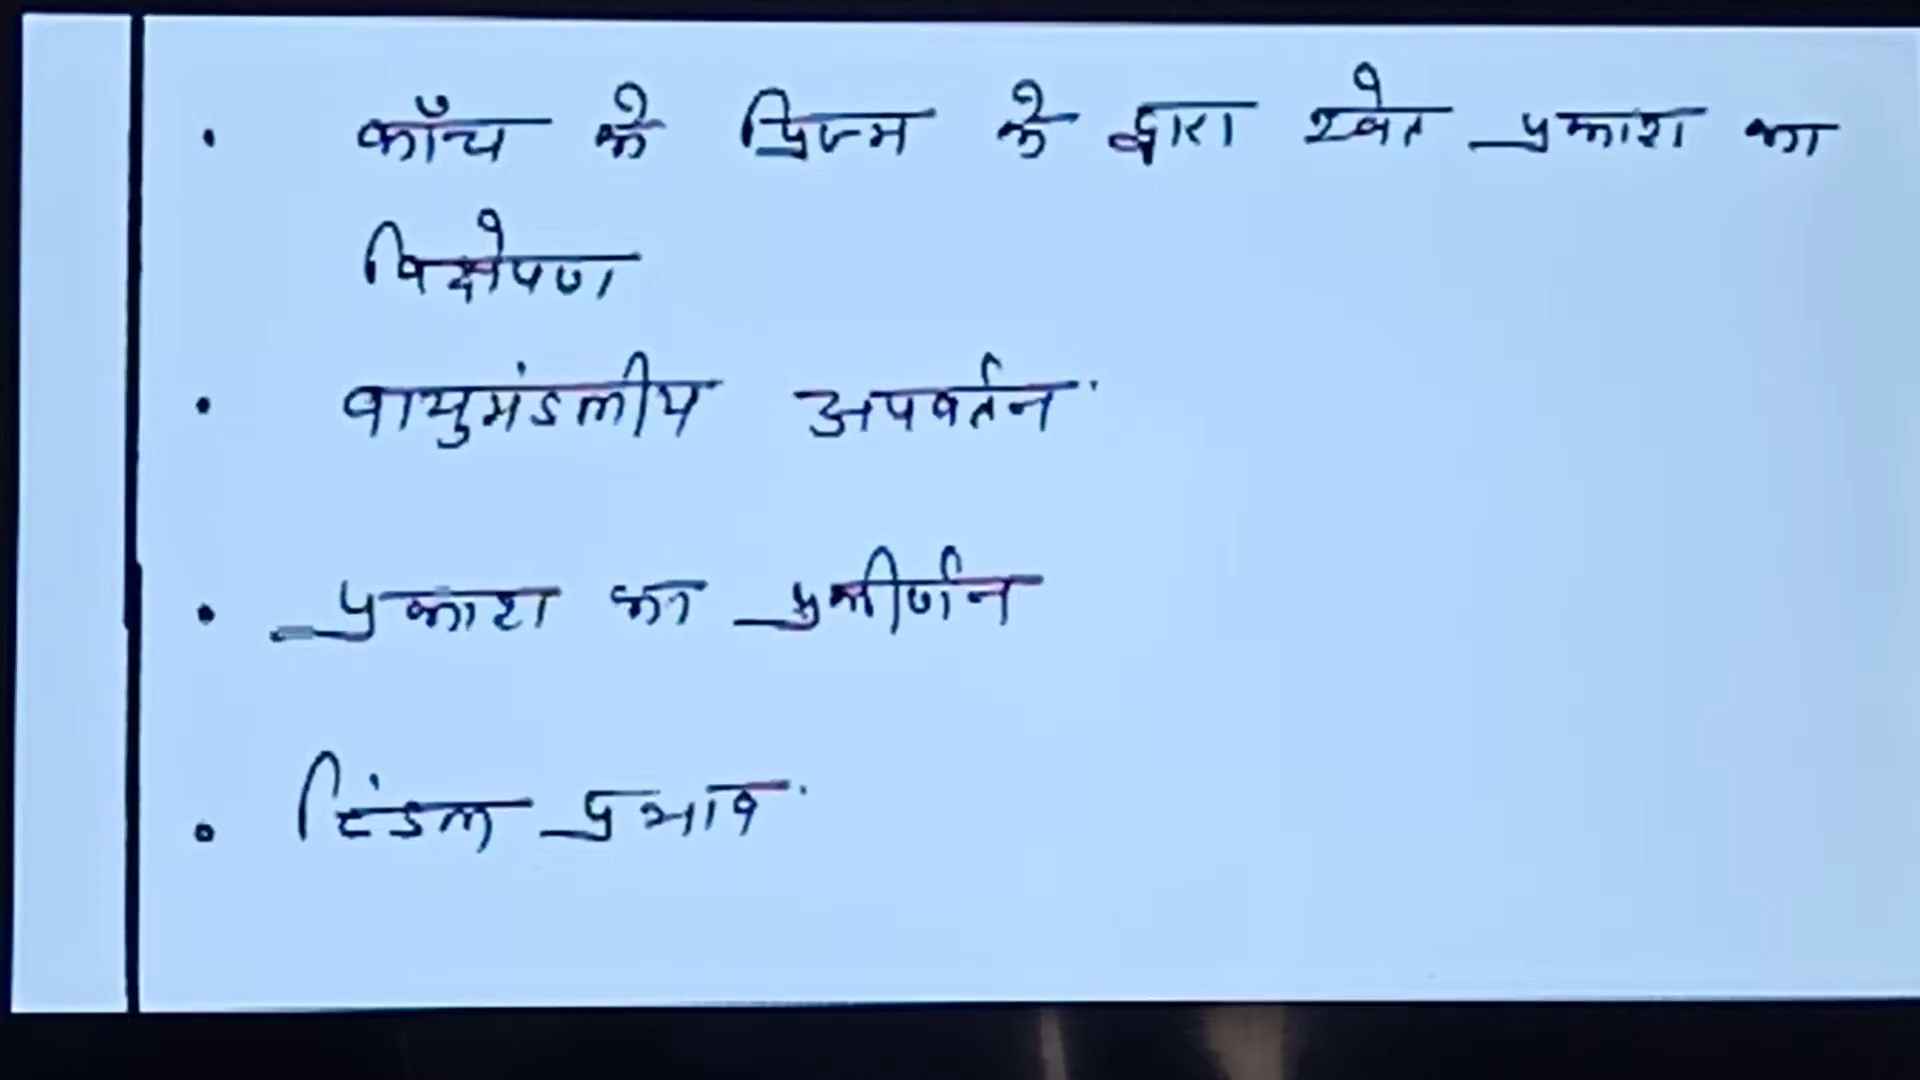 • काँच के प्रिज्म के द्वारा श्वेत प्रकाश का
विक्षेपण
• वायुमंडलीय अपवर्तन
• प्रकाश का प्रकीर्णन
• टिंडल प्रभाव